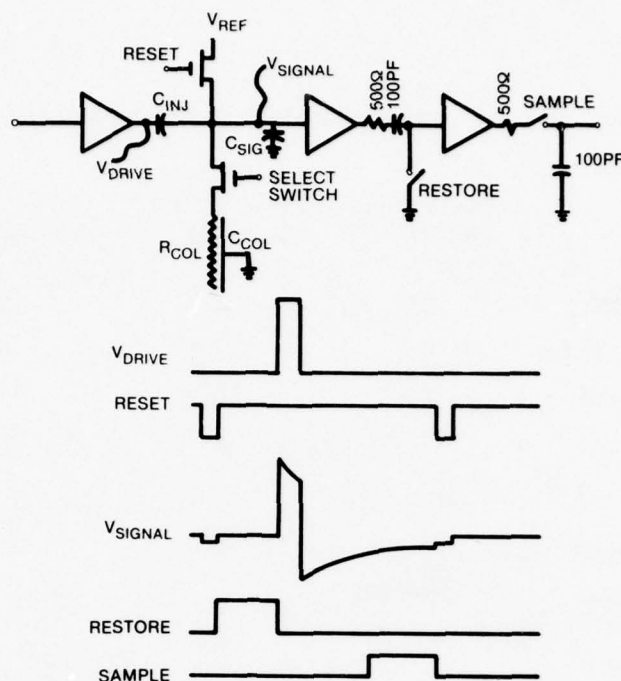 V_REF
RESET
V_SIGNAL
C_INJ
500Ω
100PF
500Ω
SAMPLE
V_DRIVE
C_SIG
SELECT
SWITCH
RESTORE
100PF
R_COL
C_COL
V_DRIVE
RESET
V_SIGNAL
RESTORE
SAMPLE